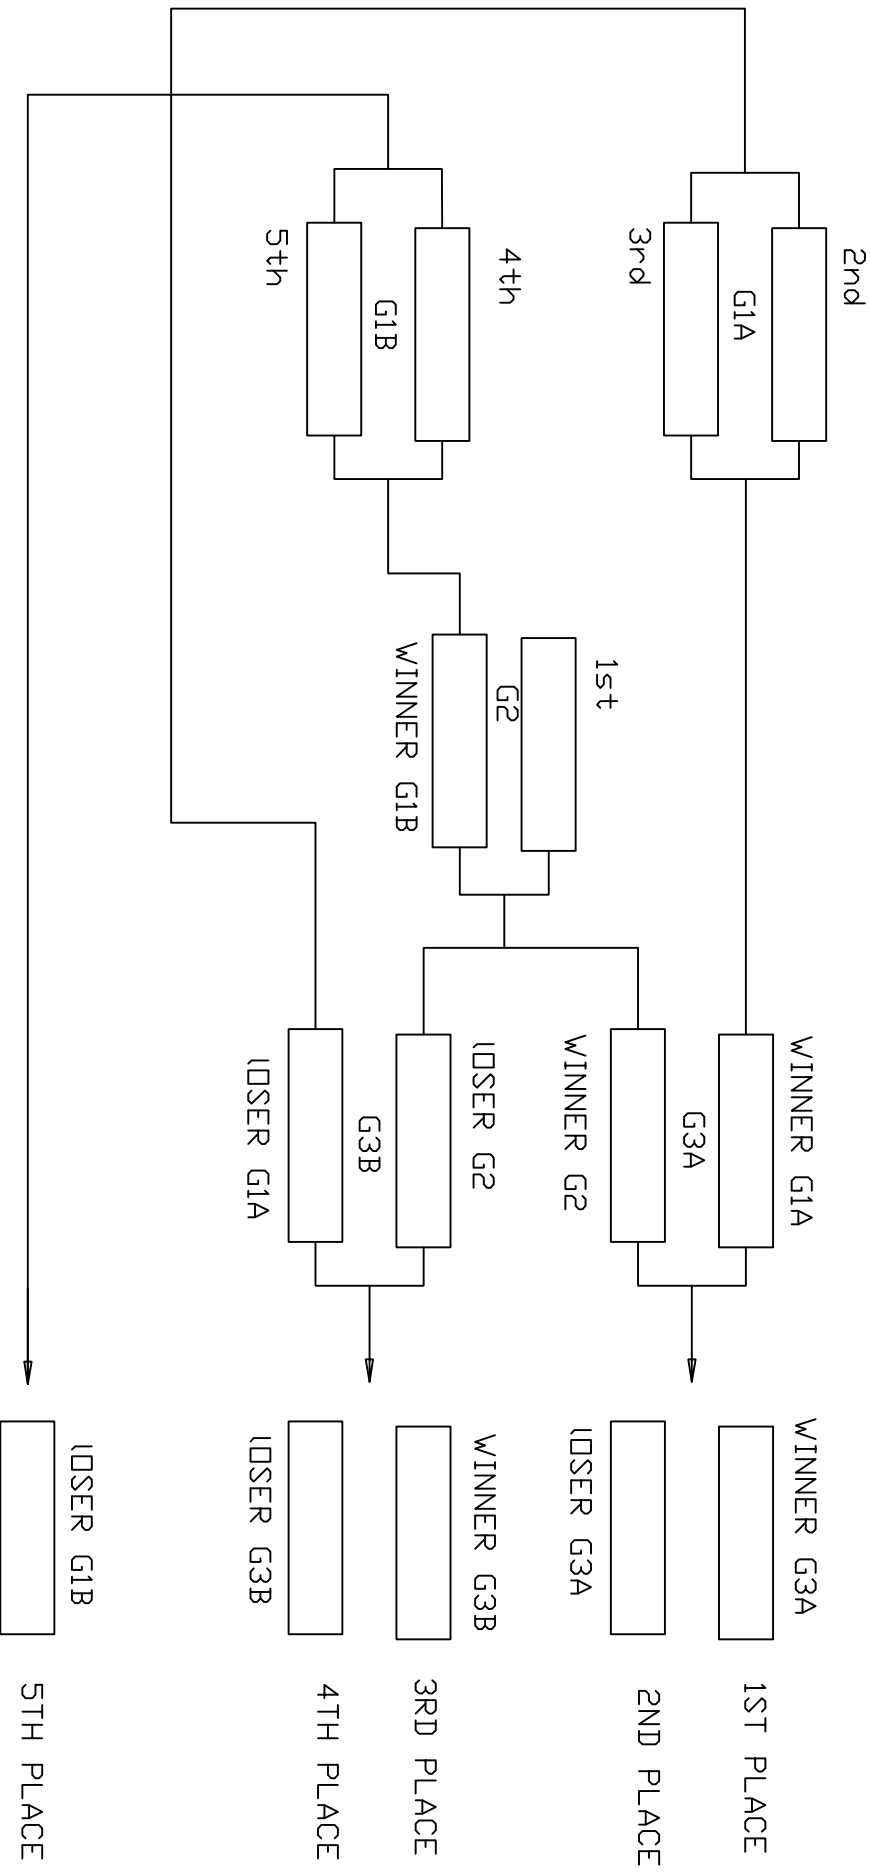 2nd
G1A
3rd
4th
G1B
5th
1st
G2
WINNER G1B
WINNER G1A
G3A
WINNER G2
lOSER G2
G3B
lOSER G1A
WINNER G3A
1ST PLACE
lOSER G3A
2ND PLACE
WINNER G3B
3RD PLACE
lOSER G3B
4TH PLACE
lOSER G1B
5TH PLACE